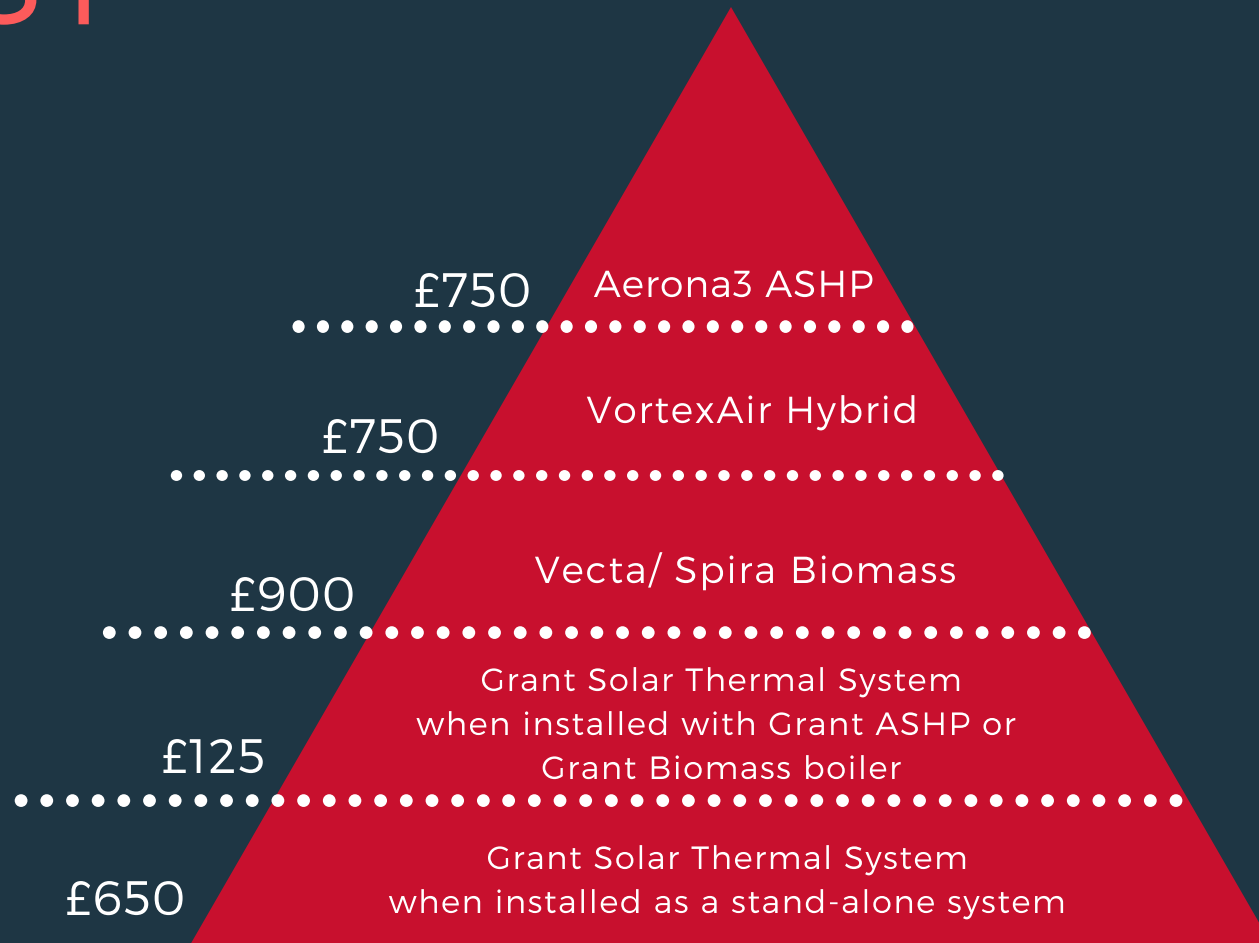 £750
Aerona3 ASHP
£750
VortexAir Hybrid
£900
Vecta/ Spira Biomass
£125
Grant Solar Thermal System
when installed with Grant ASHP or
Grant Biomass boiler
£650
Grant Solar Thermal System
when installed as a stand-alone system